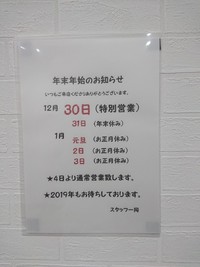 年末年始のお知らせ
いつもご来店くださりありがとうございます。
12月 30日 (特別営業)
31日 (年末休み)
1月 元旦 (お正月休み)
2日 (お正月休み)
3日 (お正月休み)
★4日より通常営業致します。
★2019年もお待ちしております。
スタッフ一同